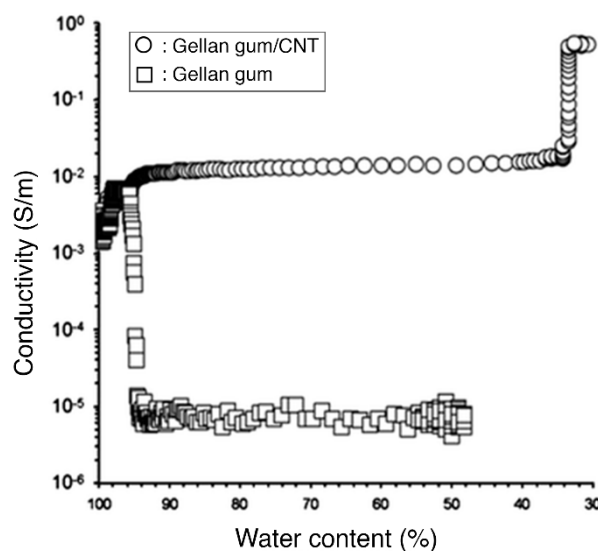 ○ : Gellan gum/CNT
□ : Gellan gum
Conductivity (S/m)
10⁰
10⁻¹
10⁻²
10⁻³
10⁻⁴
10⁻⁵
10⁻⁶
100 90 80 70 60 50 40 30
Water content (%)